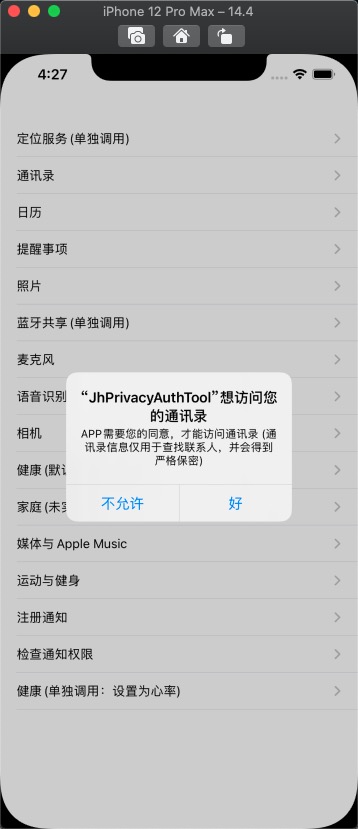 iPhone 12 Pro Max – 14.4
4:27
定位服务 (单独调用)
通讯录
日历
提醒事项
照片
蓝牙共享 (单独调用)
麦克风
语音识别
相机
健康 (默
家庭 (未
“JhPrivacyAuthTool”想访问您
的通讯录
APP需要您的同意，才能访问通讯录 (通
讯录信息仅用于查找联系人，并会得到
严格保密)
不允许
好
媒体与 Apple Music
运动与健身
注册通知
检查通知权限
健康 (单独调用：设置为心率)